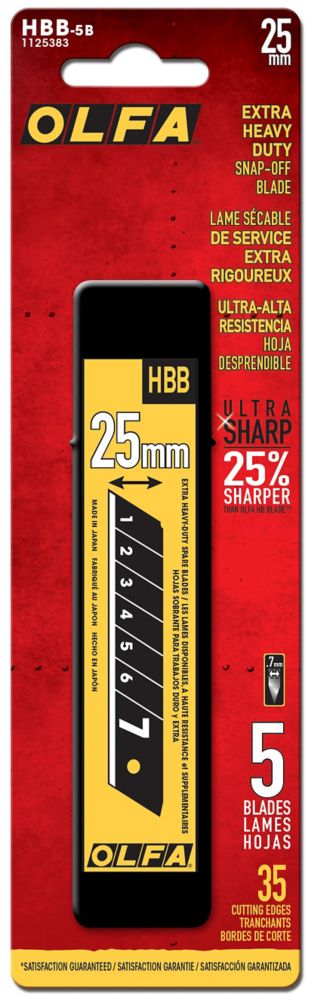 HBB-5B
1125383
25
mm
OLFA
EXTRA
HEAVY
DUTY
SNAP-OFF
BLADE
LAME SÉCABLE
DE SERVICE
EXTRA
RIGOUREUX
ULTRA-ALTA
RESISTENCIA
HOJA
DESPRENDIBLE
ULTRA
SHARP
25%
SHARPER
THAN OLFA HB BLADE™
HBB
25mm
EXTRA HEAVY-DUTY SPARE BLADES / LES LAMES DISPONIBLES. A HAUTE RESISTANCE et SUPPLEMENTAIRES
HOJAS SOBRANTE PARA TRABAJOS DURO y EXTRA
MADE IN JAPAN FABRIQUÉ AU JAPON HECHO EN JAPÓN
1
2
3
4
5
6
7
OLFA®
.7mm
5
BLADES
LAMES
HOJAS
35
CUTTING EDGES
TRANCHANTS
BORDES DE CORTE
*SATISFACTION GUARANTEED / SATISFACTION GARANTIE / SATISFACCIÓN GARANTIZADA